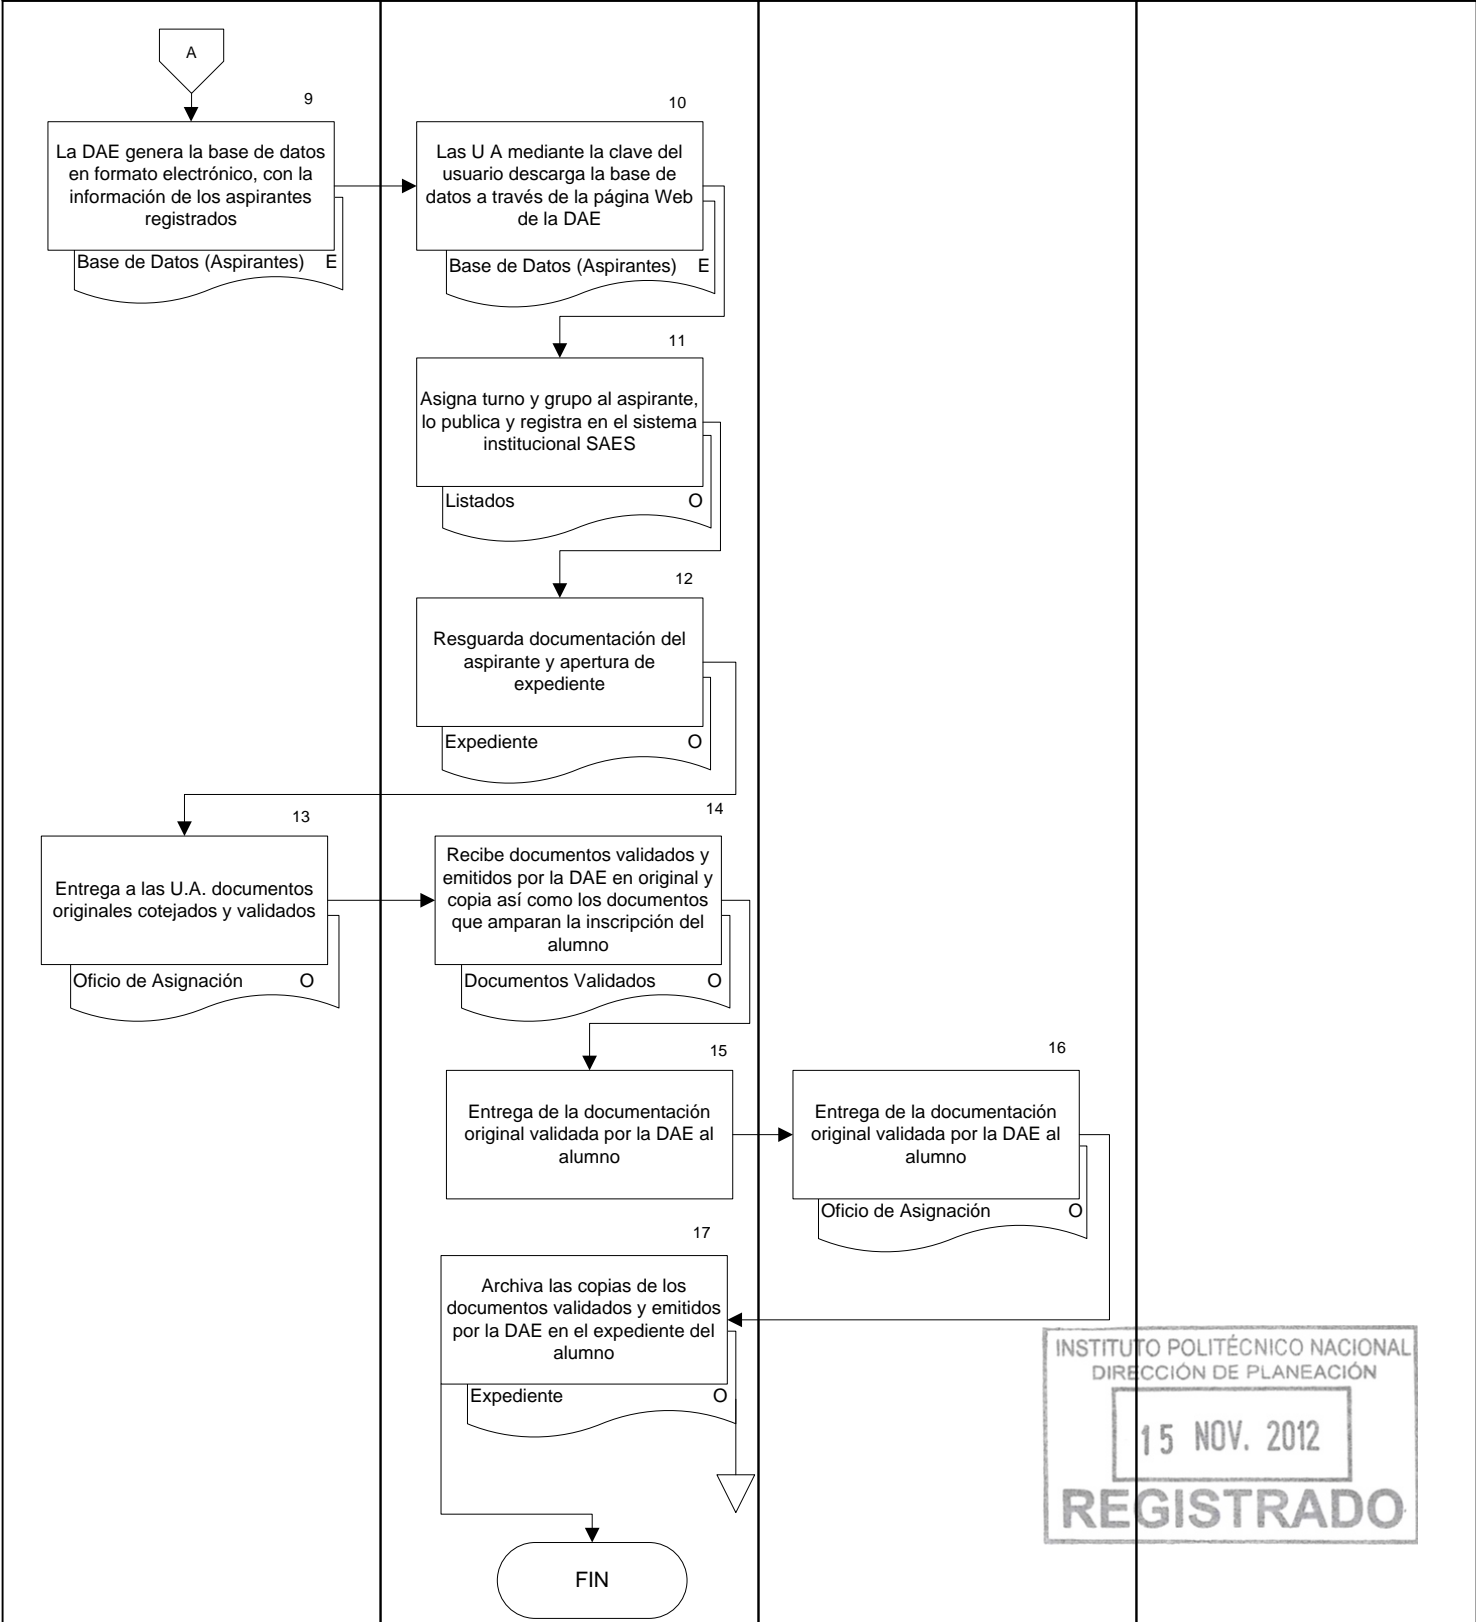 A
9
La DAE genera la base de datos
en formato electrónico, con la
información de los aspirantes
registrados
Base de Datos (Aspirantes) E
10
Las U A mediante la clave del
usuario descarga la base de
datos a través de la página Web
de la DAE
Base de Datos (Aspirantes) E
11
Asigna turno y grupo al aspirante,
lo publica y registra en el sistema
institucional SAES
Listados O
12
Resguarda documentación del
aspirante y apertura de
expediente
Expediente O
13
Entrega a las U.A. documentos
originales cotejados y validados
Oficio de Asignación O
14
Recibe documentos validados y
emitidos por la DAE en original y
copia así como los documentos
que amparan la inscripción del
alumno
Documentos Validados O
15
Entrega de la documentación
original validada por la DAE al
alumno
16
Entrega de la documentación
original validada por la DAE al
alumno
Oficio de Asignación O
17
Archiva las copias de los
documentos validados y emitidos
por la DAE en el expediente del
alumno
Expediente O
FIN
INSTITUTO POLITÉCNICO NACIONAL
DIRECCIÓN DE PLANEACIÓN
15 NOV. 2012
REGISTRADO